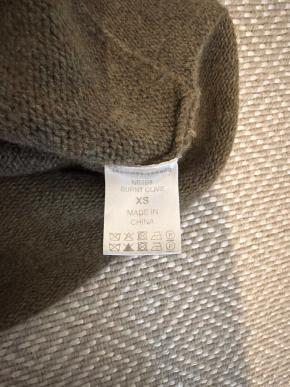 BURNT OLIVE
XS
MADE IN
CHINA